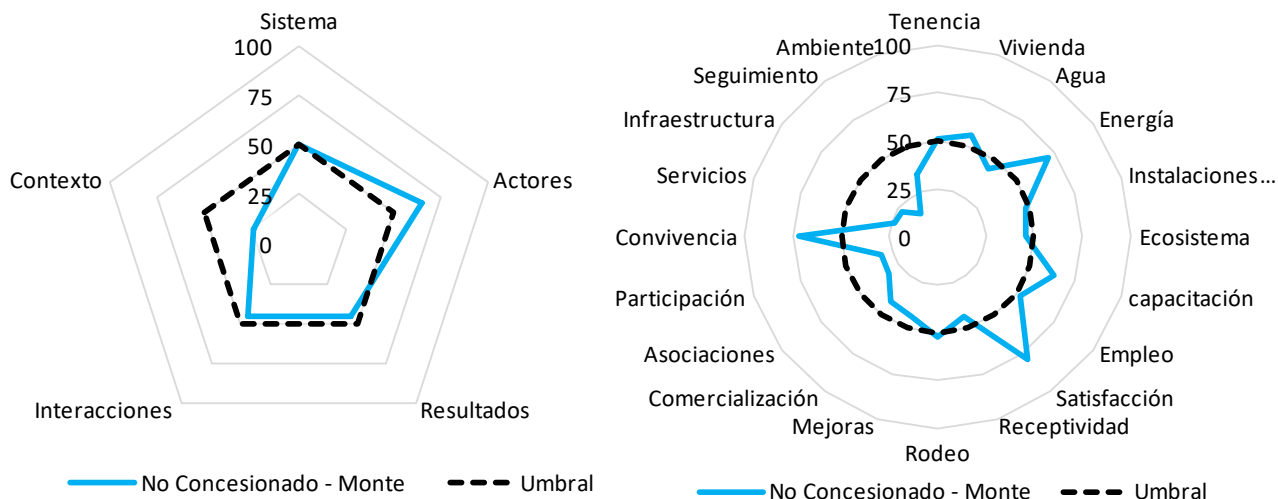 Sistema
100
75
50
25
0
Actores
Resultados
Interacciones
Contexto
No Concesionado - Monte
Umbral
Tenencia
100
75
50
25
0
Vivienda
Agua
Energía
Instalaciones...
Ecosistema
capacitación
Empleo
Satisfacción
Receptividad
Rodeo
Mejoras
Comercialización
Asociaciones
Participación
Convivencia
Servicios
Infraestructura
Seguimiento
Ambiente
No Concesionado - Monte
Umbral